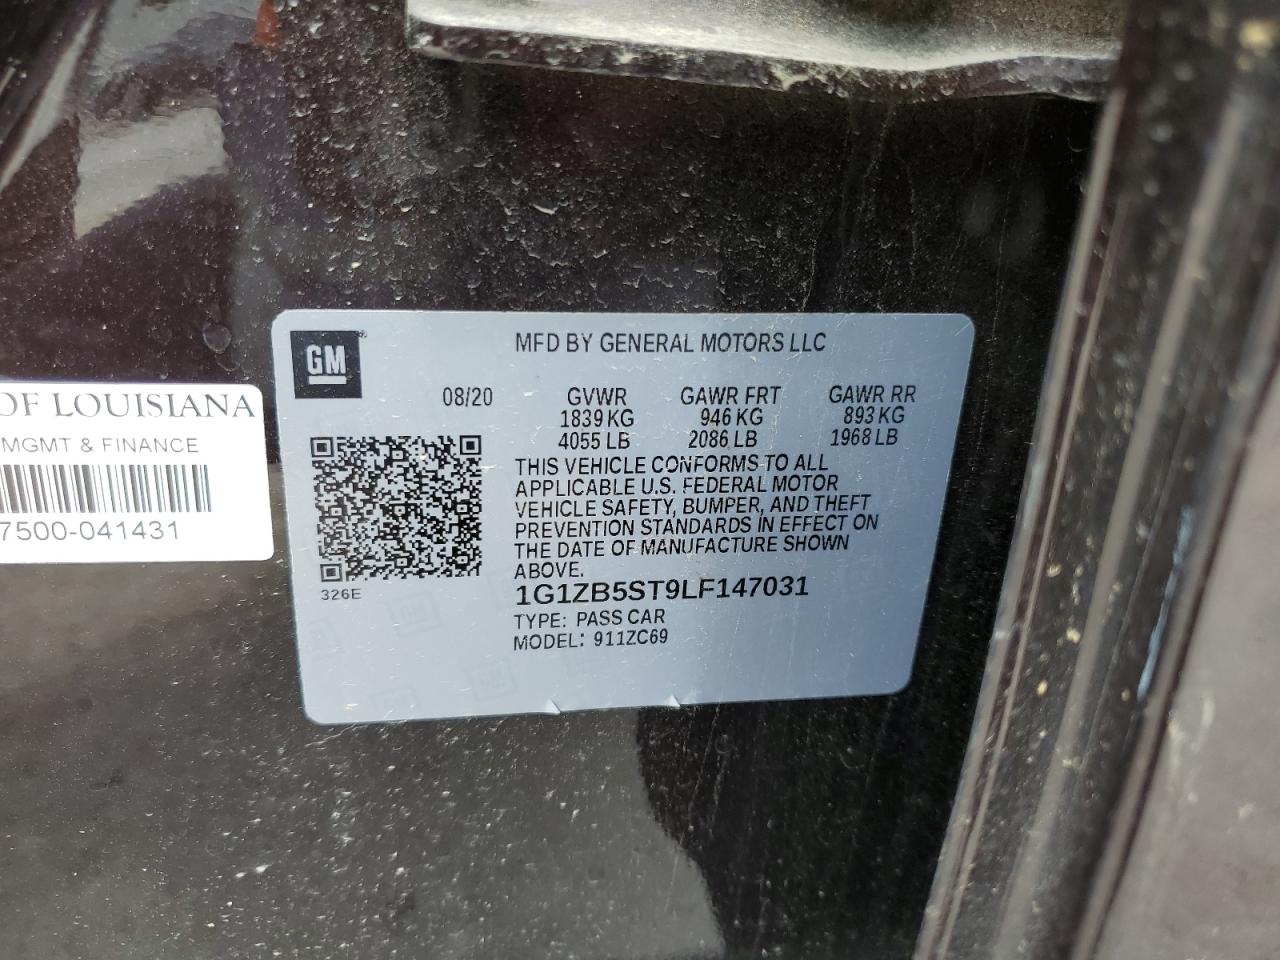 GM
MFD BY GENERAL MOTORS LLC
08/20 GVWR GAWR FRT GAWR RR
1839 KG 946 KG 893 KG
4055 LB 2086 LB 1968 LB
THIS VEHICLE CONFORMS TO ALL
APPLICABLE U.S. FEDERAL MOTOR
VEHICLE SAFETY, BUMPER, AND THEFT
PREVENTION STANDARDS IN EFFECT ON
THE DATE OF MANUFACTURE SHOWN
ABOVE.
326E
1G1ZB5ST9LF147031
TYPE: PASS CAR
MODEL: 911ZC69
OF LOUISIANA
MGMT & FINANCE
7500-041431